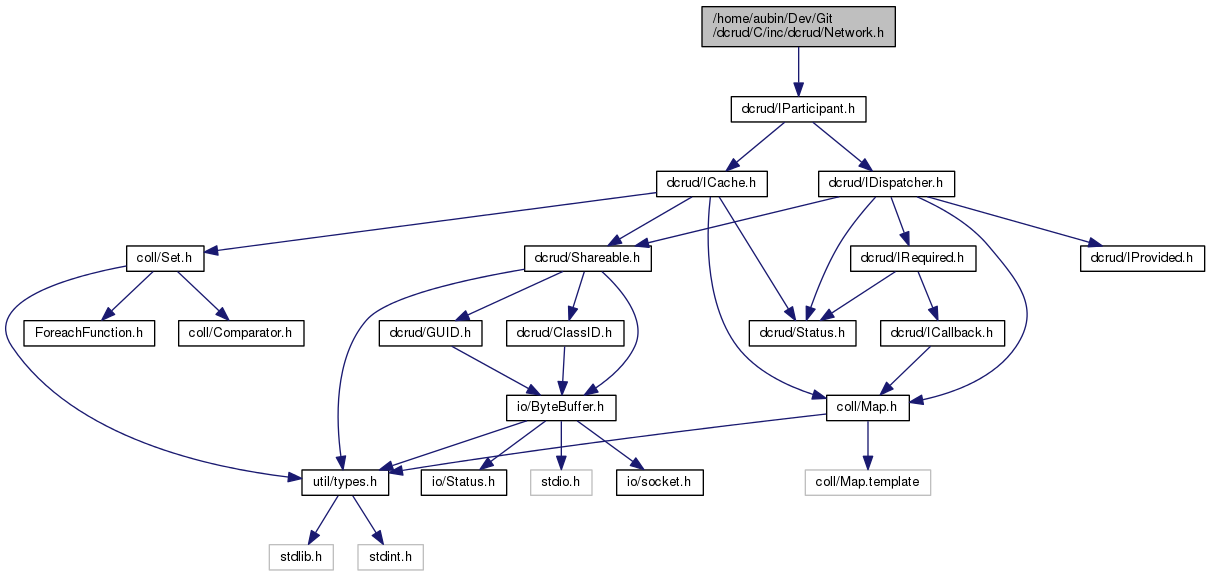 /home/aubin/Dev/Git
/dcrud/C/inc/dcrud/Network.h
dcrud/IParticipant.h
dcrud/ICache.h
dcrud/IDispatcher.h
coll/Set.h
dcrud/Shareable.h
dcrud/IRequired.h
dcrud/IProvided.h
ForeachFunction.h
coll/Comparator.h
dcrud/GUID.h
dcrud/ClassID.h
dcrud/Status.h
dcrud/ICallback.h
io/ByteBuffer.h
coll/Map.h
util/types.h
io/Status.h
stdio.h
io/socket.h
coll/Map.template
stdlib.h
stdint.h